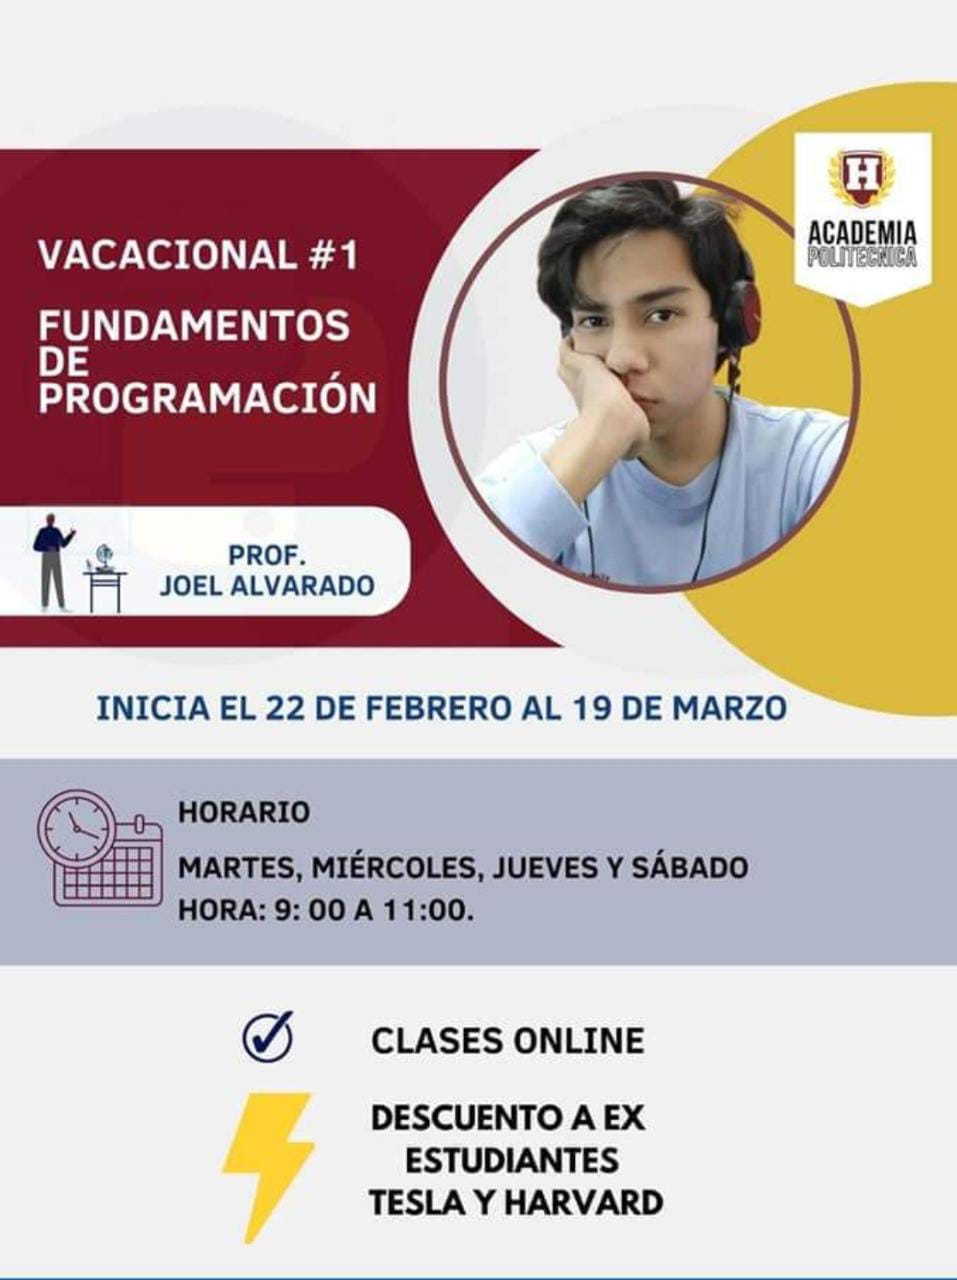 VACACIONAL #1
FUNDAMENTOS
DE
PROGRAMACIÓN
H
ACADEMIA
POLITECNICA
PROF.
JOEL ALVARADO
INICIA EL 22 DE FEBRERO AL 19 DE MARZO
HORARIO
MARTES, MIÉRCOLES, JUEVES Y SÁBADO
HORA: 9: 00 A 11:00.
CLASES ONLINE
DESCUENTO A EX
ESTUDIANTES
TESLA Y HARVARD